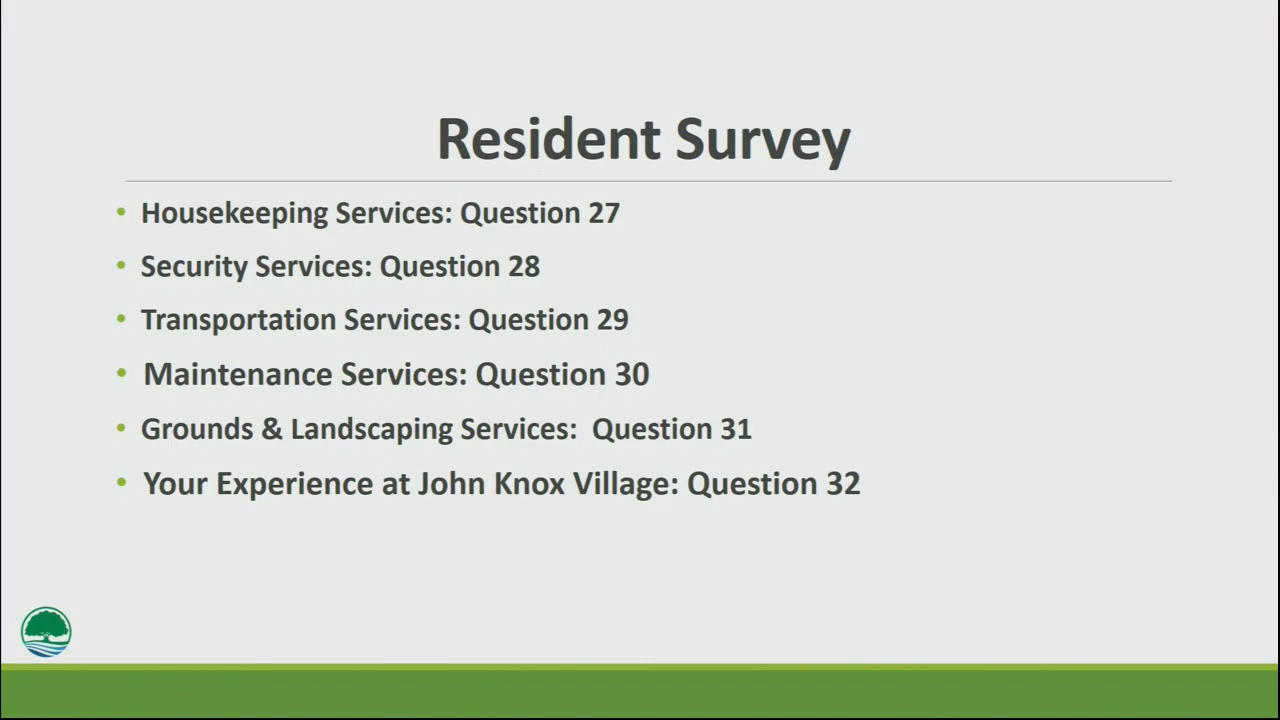 Resident Survey
• Housekeeping Services: Question 27
• Security Services: Question 28
• Transportation Services: Question 29
• Maintenance Services: Question 30
• Grounds & Landscaping Services:  Question 31
• Your Experience at John Knox Village: Question 32